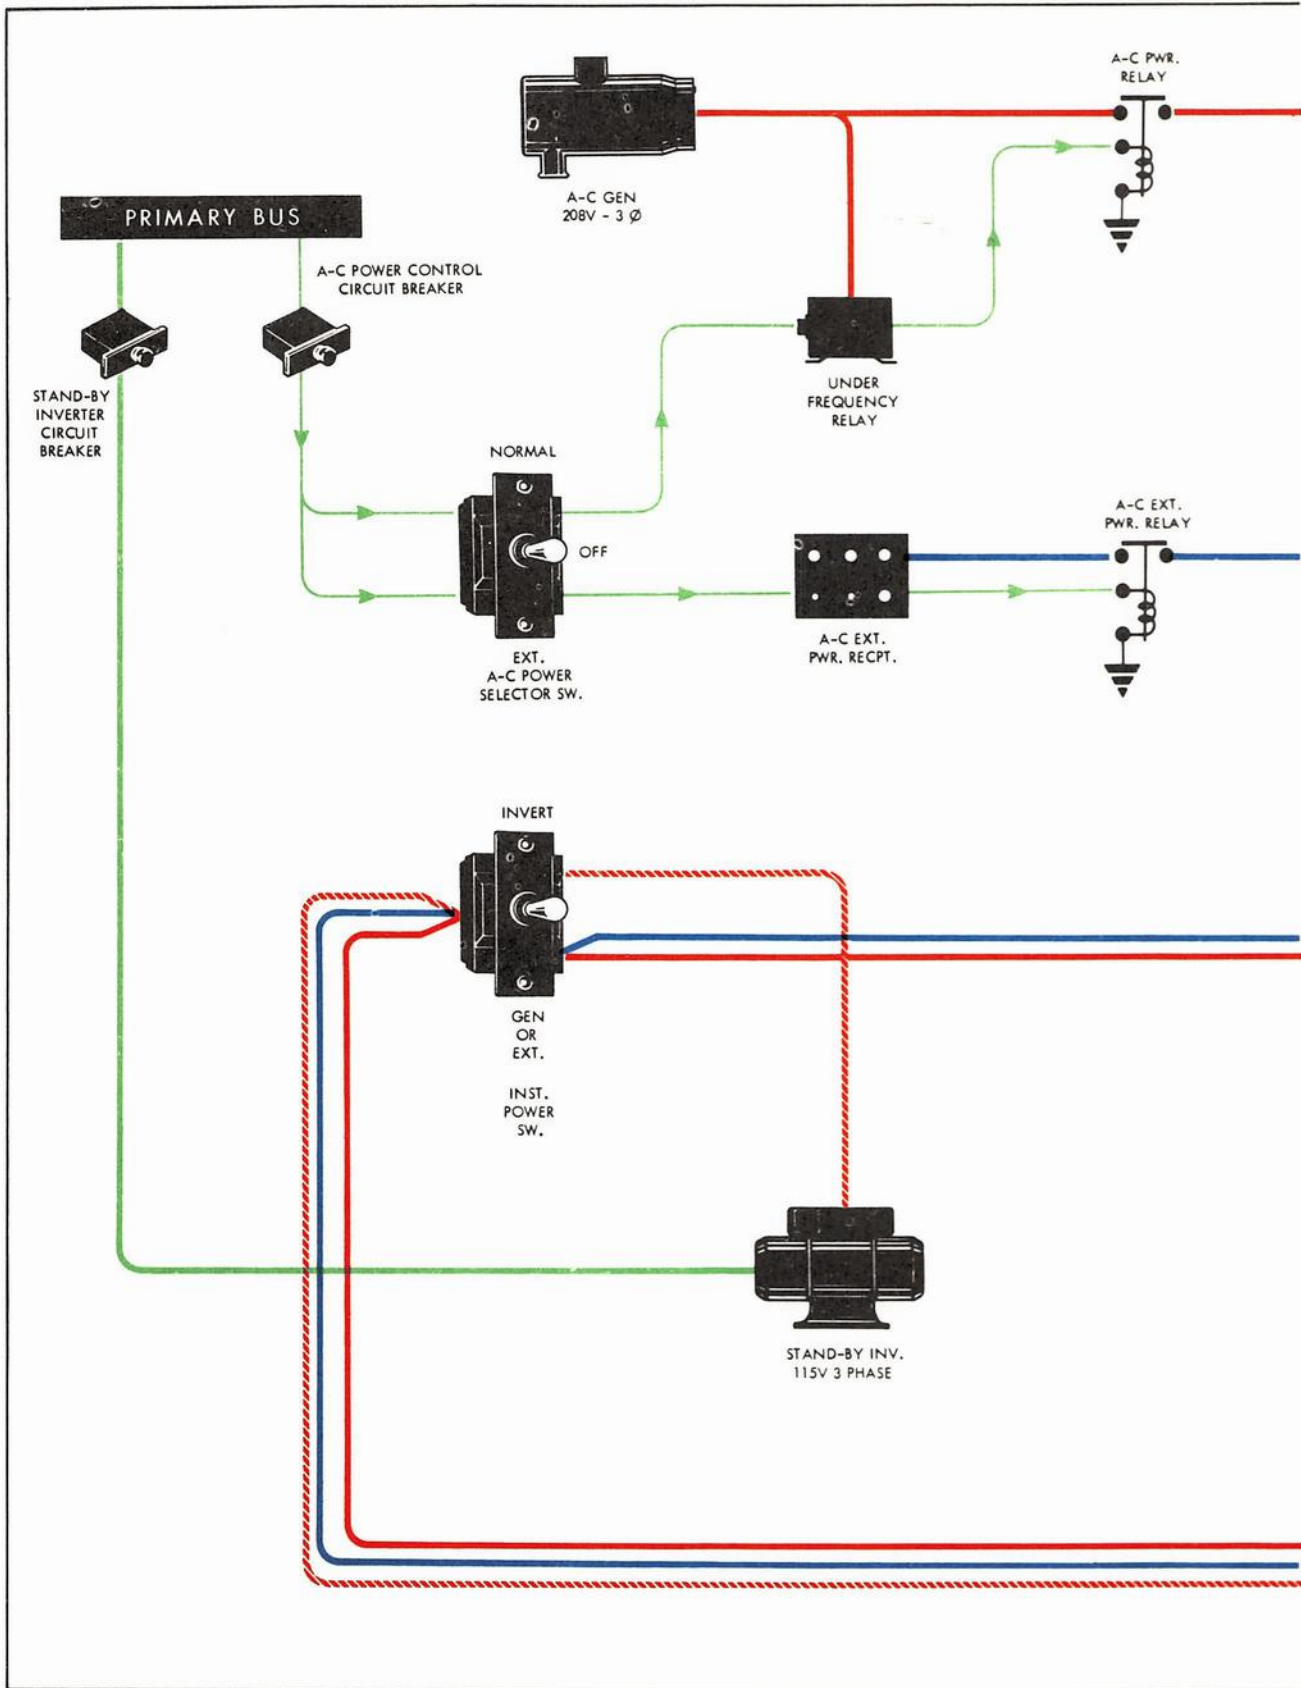 A-C PWR.
RELAY
A-C GEN
208V - 3 Ø
PRIMARY BUS
A-C POWER CONTROL
CIRCUIT BREAKER
STAND-BY
INVERTER
CIRCUIT
BREAKER
UNDER
FREQUENCY
RELAY
NORMAL
OFF
EXT.
A-C POWER
SELECTOR SW.
A-C EXT.
PWR. RECPT.
A-C EXT.
PWR. RELAY
INVERT
GEN
OR
EXT.
INST.
POWER
SW.
STAND-BY INV.
115V 3 PHASE